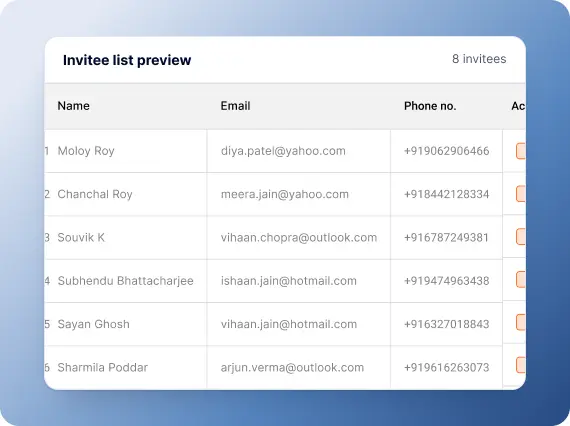 Invitee list preview 8 invitees
Name Email Phone no. Ac
1 Moloy Roy diya.patel@yahoo.com +919062906466
2 Chanchal Roy meera.jain@yahoo.com +918442128334
3 Souvik K vihaan.chopra@outlook.com +916787249381
4 Subhendu Bhattacharjee ishaan.jain@hotmail.com +919474963438
5 Sayan Ghosh vihaan.jain@hotmail.com +916327018843
6 Sharmila Poddar arjun.verma@outlook.com +919616263073